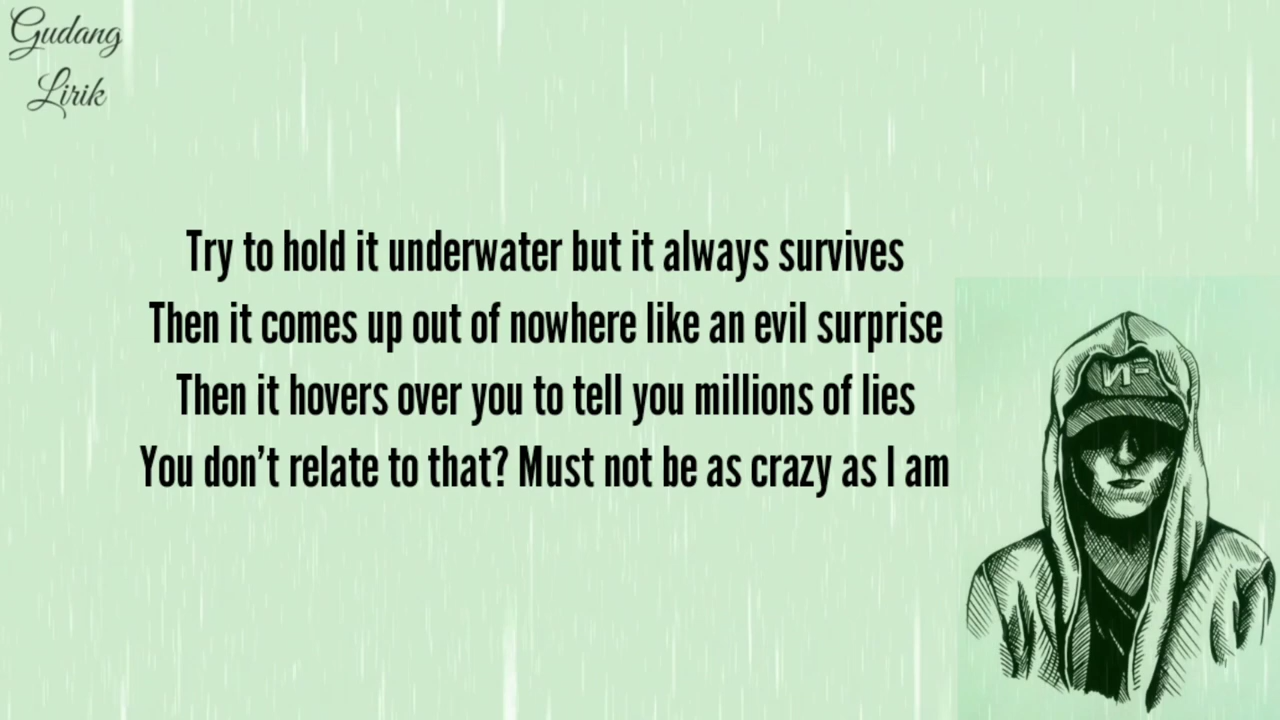 Gudang
Lirik
Try to hold it underwater but it always survives
Then it comes up out of nowhere like an evil surprise
Then it hovers over you to tell you millions of lies
You don't relate to that? Must not be as crazy as I am
NF